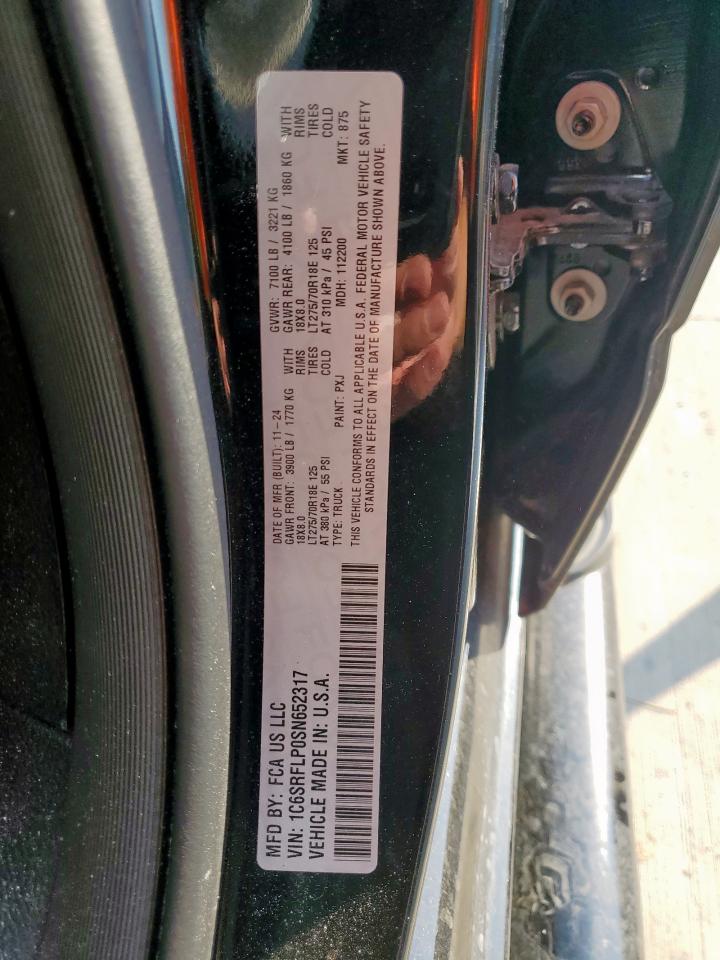 MFD BY: FCA US LLC
VIN: 1C6SRFLP0SN652317
VEHICLE MADE IN: U.S.A.
DATE OF MFR (BUILT): 11-24 GVWR: 7100 LB / 3221 KG
GAWR FRONT: 3900 LB / 1770 KG WITH GAWR REAR: 4100 LB / 1860 KG WITH
18X8.0 RIMS 18X8.0 RIMS
LT275/70R18E 125 TIRES LT275/70R18E 125 TIRES
AT 380 kPa / 55 PSI COLD AT 310 kPa / 45 PSI COLD
TYPE: TRUCK PAINT: PXJ MDH: 112200 MKT: 875
THIS VEHICLE CONFORMS TO ALL APPLICABLE U.S.A. FEDERAL MOTOR VEHICLE SAFETY
STANDARDS IN EFFECT ON THE DATE OF MANUFACTURE SHOWN ABOVE.